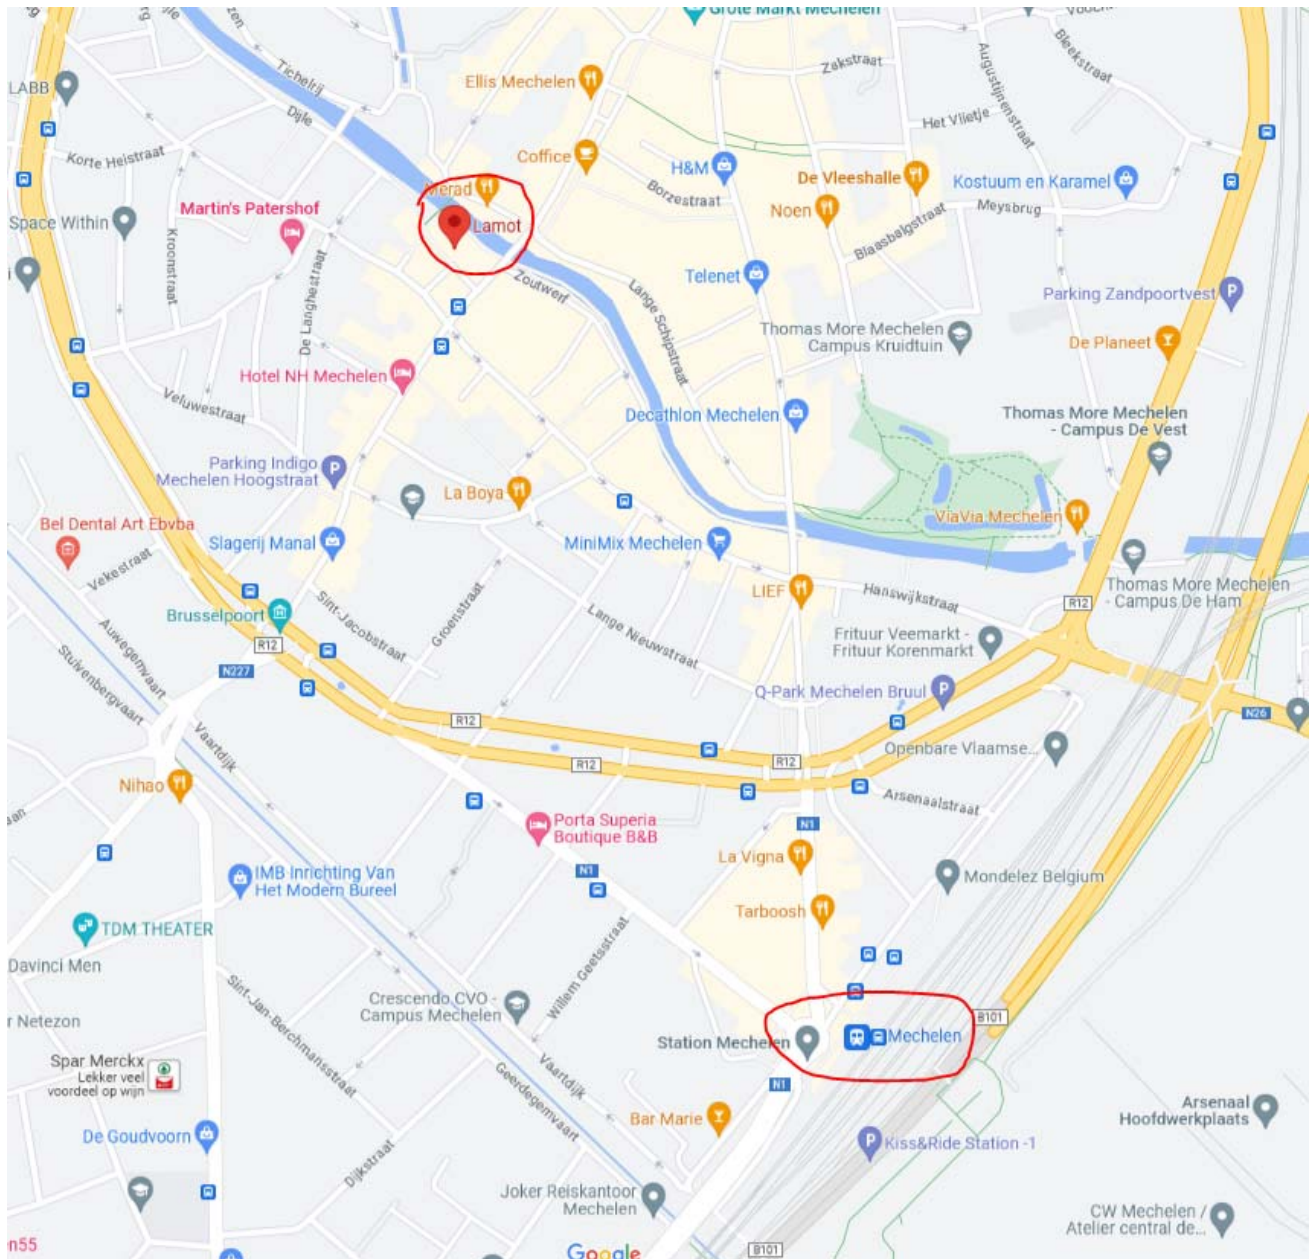 Grote Markt Mechelen
Tichelrij
Zakstraat
Bleekstraat
Augustijnenstraat
Ellis Mechelen
LABB
Dijle
Het Vlietje
Korte Heistraat
Coffice
H&M
De Vleeshalle
Kostuum en Karamel
Borzestraat
Meysbrug
Martin's Patershof
Noen
Space Within
Lamot
Blaasbalgstraat
Kroonstraat
De Langhestraat
Zoutwerf
Telenet
Lange Schipstraat
Parking Zandpoortvest
Thomas More Mechelen
Campus Kruidtuin
De Planeet
Hotel NH Mechelen
Veluwestraat
Decathlon Mechelen
Thomas More Mechelen
- Campus De Vest
Parking Indigo
Mechelen Hoogstraat
La Boya
Bel Dental Art Ebvba
ViaVia Mechelen
Slagerij Manal
MiniMix Mechelen
Vekestraat
Thomas More Mechelen
- Campus De Ham
LIEF
Hanswijkstraat
R12
Brusselpoort
Sint-Jacobstraat
Groenstraat
Lange Nieuwstraat
Auwegemvaart
Frituur Veemarkt -
Frituur Korenmarkt
R12
Stuivenbergvaart
N227
Q-Park Mechelen Bruul
R12
N26
Vaartdijk
Openbare Vlaamse...
R12
R12
Nihao
Arsenaalstraat
Porta Superia
Boutique B&B
N1
La Vigna
IMB Inrichting Van
Het Modern Bureel
N1
Mondelez Belgium
Tarboosh
TDM THEATER
Willem Geetsstraat
Davinci Men
Sint-Jan-Berchmansstraat
Crescendo CVO -
Campus Mechelen
r Netezon
B101
Station Mechelen
Mechelen
Spar Merckx
Lekker veel
voordeel op wijn
Vaartdijk
Geerdegemvaart
N1
Bar Marie
Arsenaal
Hoofdwerkplaats
De Goudvoorn
Kiss&Ride Station -1
Dijkstraat
Joker Reiskantoor
Mechelen
CW Mechelen /
Atelier central de...
n55
Google
B101